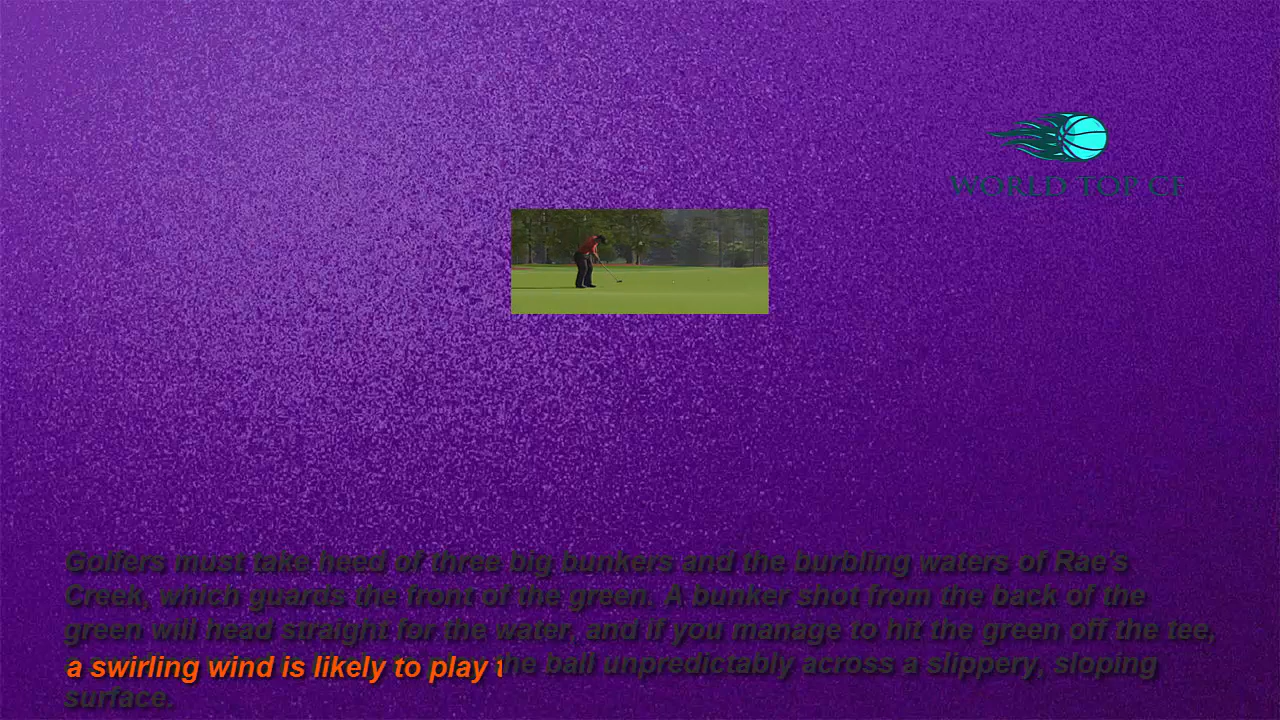 WORLD TOP CF
Golfers must take heed of three big bunkers and the burbling waters of Rae's
Creek, which guards the front of the green. A bunker shot from the back of the
green will head straight for the water, and if you manage to hit the green off the tee,
a swirling wind is likely to play the ball unpredictably across a slippery, sloping
surface.